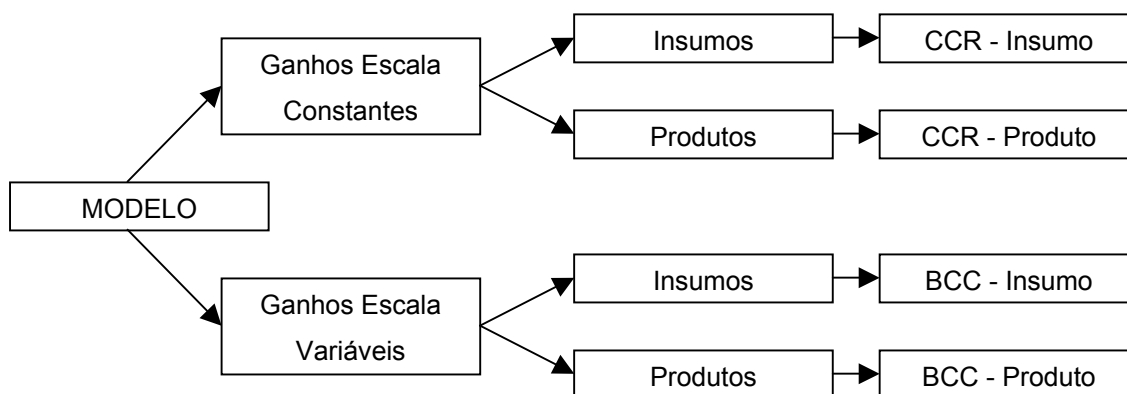 MODELO
Ganhos Escala
Constantes
Insumos
CCR - Insumo
Produtos
CCR - Produto
Ganhos Escala
Variáveis
Insumos
BCC - Insumo
Produtos
BCC - Produto